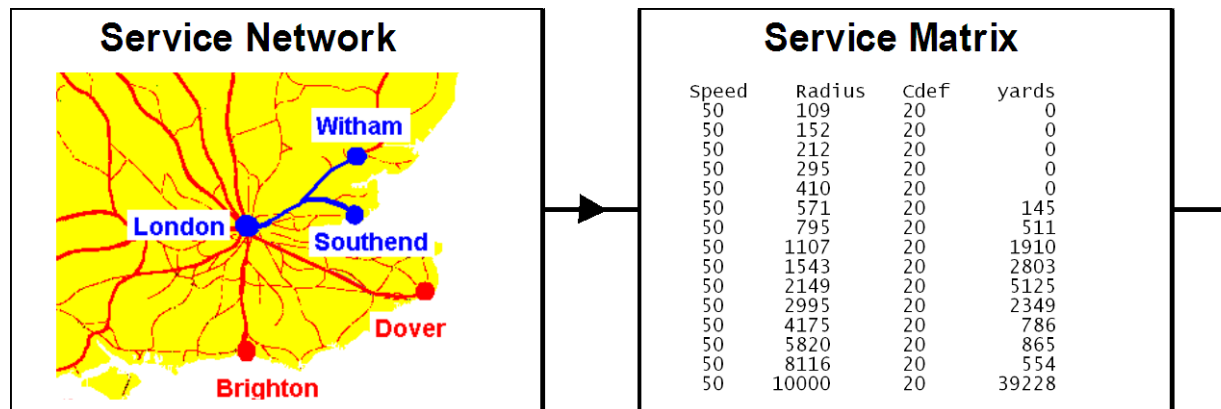 Service Network
Witham
London
Southend
Dover
Brighton
Service Matrix
Speed Radius Cdef yards
50 109 20 0
50 152 20 0
50 212 20 0
50 295 20 0
50 410 20 0
50 571 20 145
50 795 20 511
50 1107 20 1910
50 1543 20 2803
50 2149 20 5125
50 2995 20 2349
50 4175 20 786
50 5820 20 865
50 8116 20 554
50 10000 20 39228